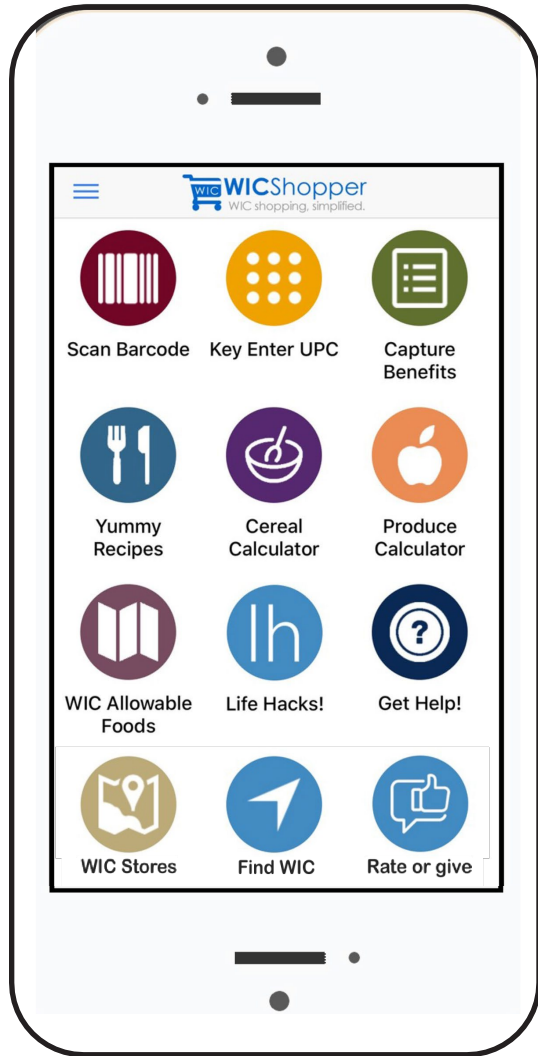 WIC WICShopper
WIC shopping, simplified.
Scan Barcode Key Enter UPC Capture
Benefits
Yummy Cereal Produce
Recipes Calculator Calculator
lh
?
WIC Allowable Life Hacks! Get Help!
Foods
WIC Stores Find WIC Rate or give